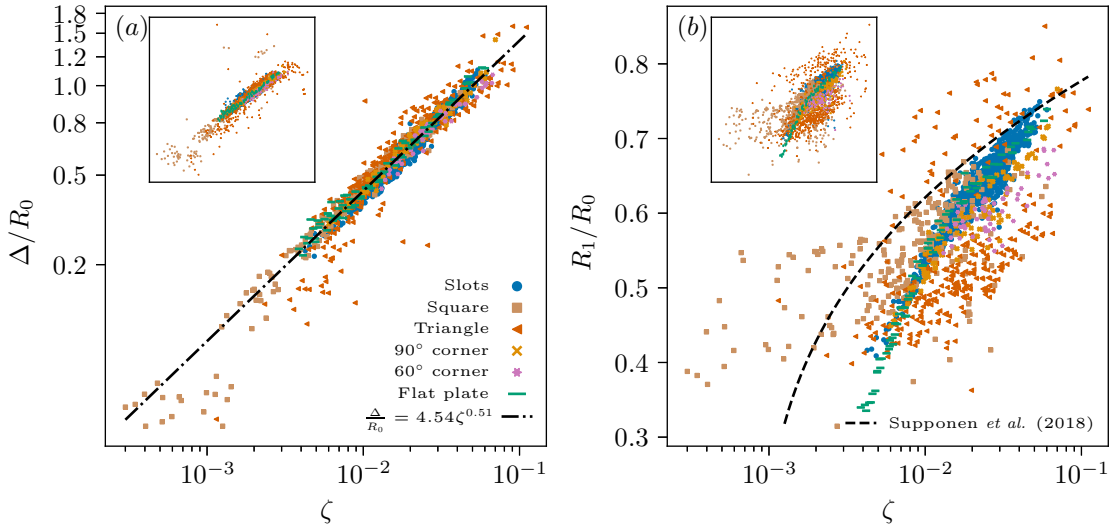 (a)
1.8
1.5
1.2
1.0
0.8
0.5
0.2
Δ/R₀
Slots
Square
Triangle
90° corner
60° corner
Flat plate
Δ/R₀ = 4.54ζ^0.51
10⁻³
10⁻²
10⁻¹
ζ
(b)
0.8
0.7
0.6
0.5
0.4
0.3
R₁/R₀
Supponen et al. (2018)
10⁻³
10⁻²
10⁻¹
ζ